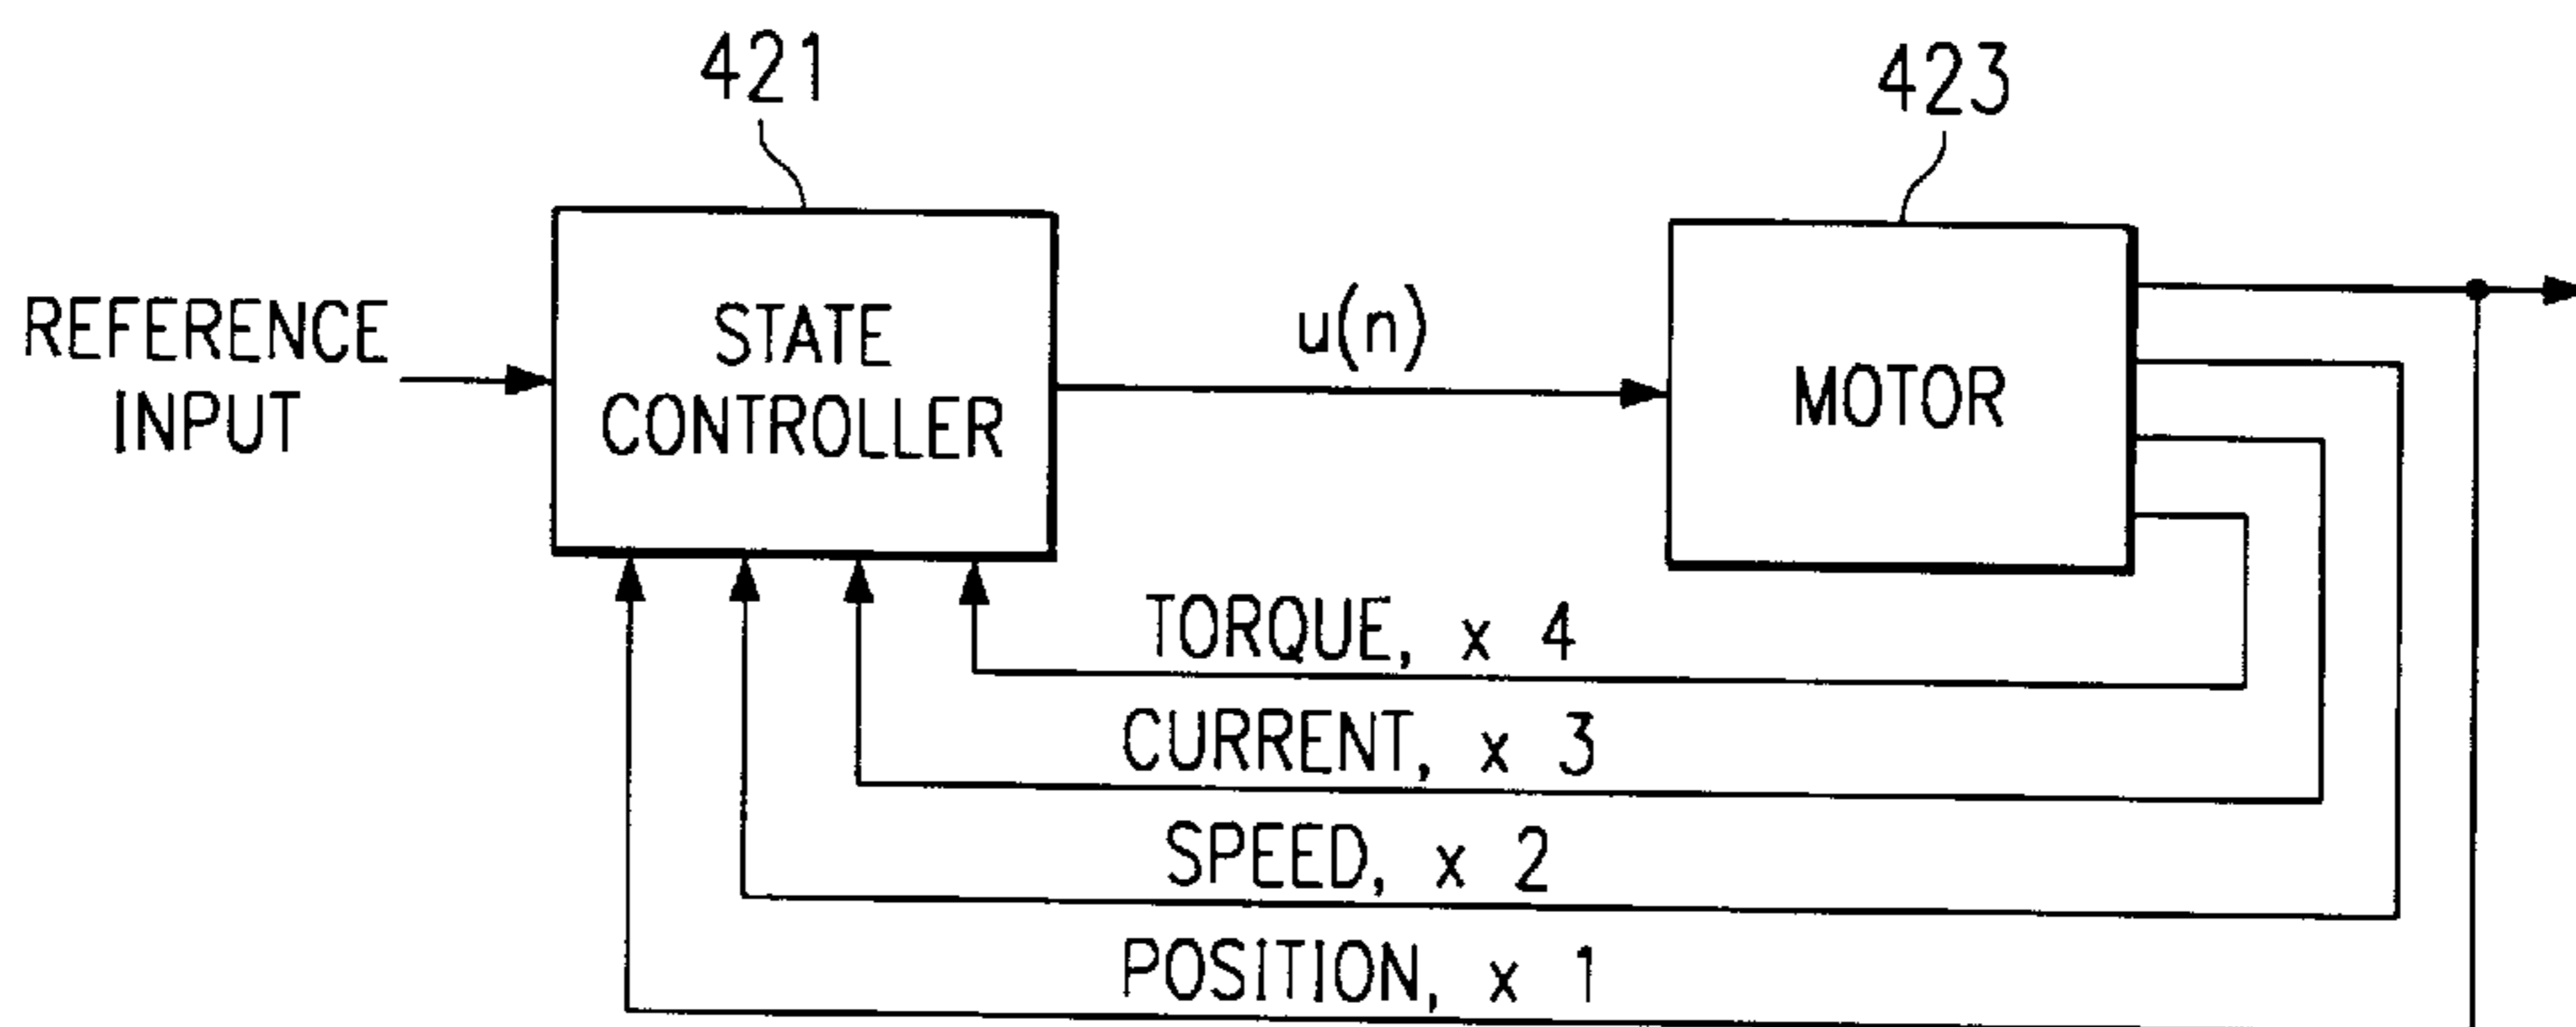 421
423
REFERENCE
INPUT
STATE
CONTROLLER
u(n)
MOTOR
TORQUE, x 4
CURRENT, x 3
SPEED, x 2
POSITION, x 1